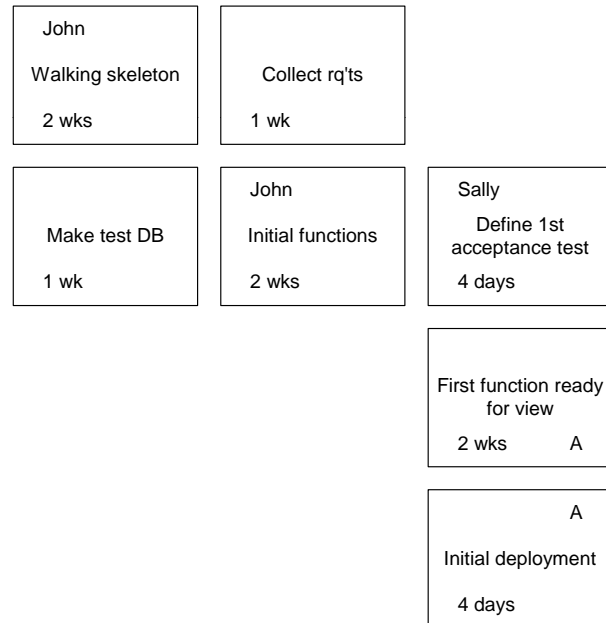 John
Walking skeleton
2 wks
Collect rq'ts
1 wk
Make test DB
1 wk
John
Initial functions
2 wks
Sally
Define 1st
acceptance test
4 days
First function ready
for view
2 wks A
A
Initial deployment
4 days